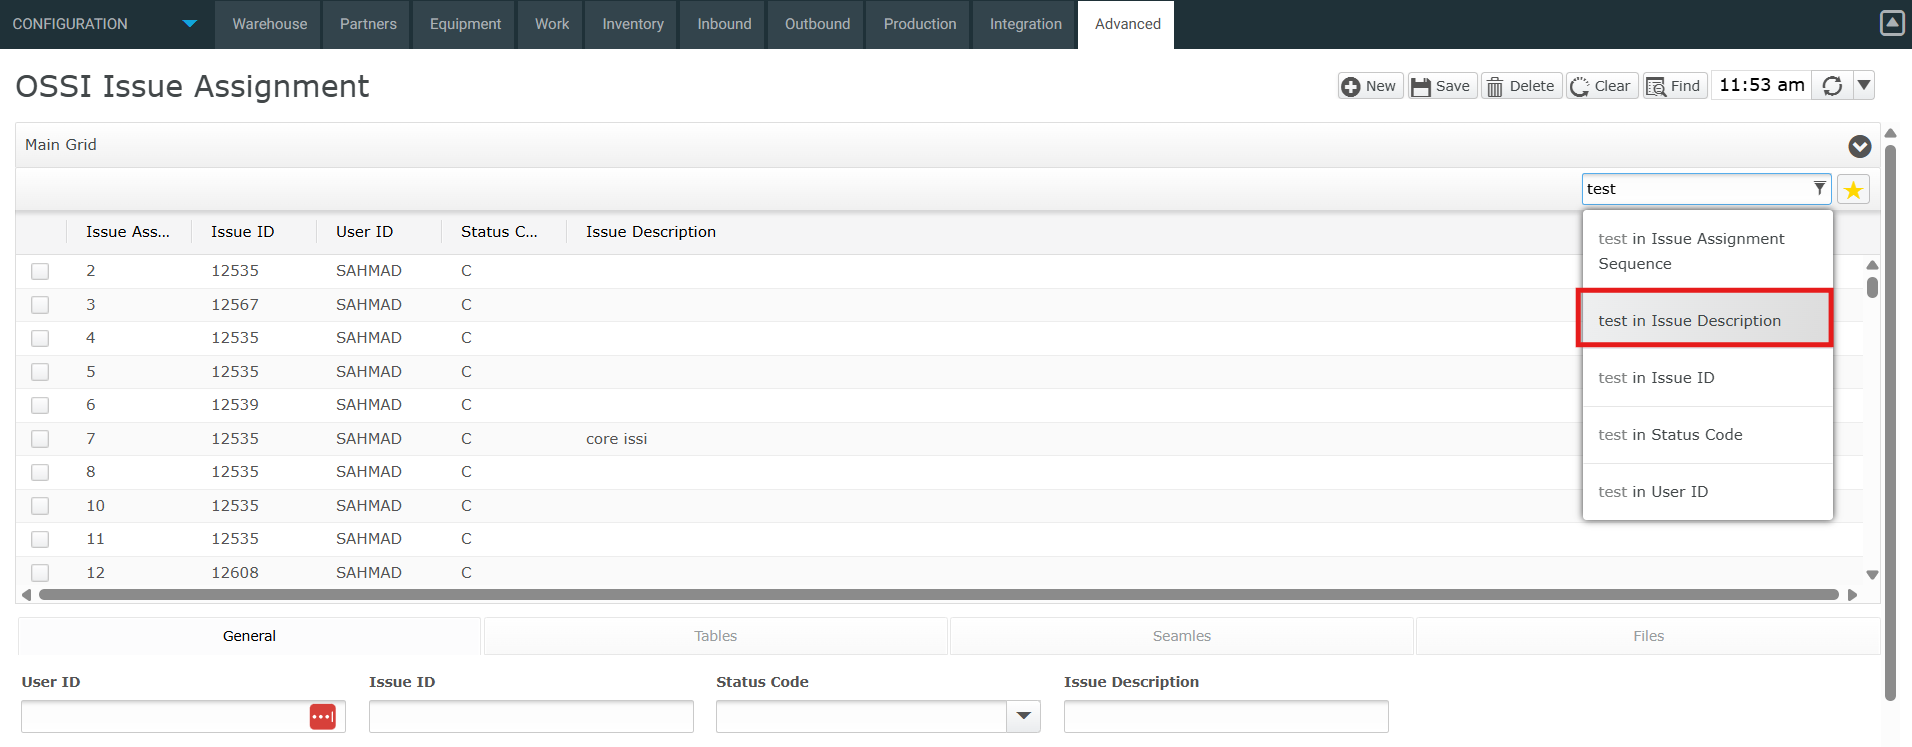 CONFIGURATION Warehouse Partners Equipment Work Inventory Inbound Outbound Production Integration Advanced
OSSI Issue Assignment New Save Delete Clear Find 11:53 am
Main Grid
test
Issue Ass... Issue ID User ID Status C... Issue Description
2 12535 SAHMAD C
3 12567 SAHMAD C
4 12535 SAHMAD C
5 12535 SAHMAD C
6 12539 SAHMAD C
7 12535 SAHMAD C core issi
8 12535 SAHMAD C
10 12535 SAHMAD C
11 12535 SAHMAD C
12 12608 SAHMAD C
test in Issue Assignment
Sequence
test in Issue Description
test in Issue ID
test in Status Code
test in User ID
General Tables Seamles Files
User ID Issue ID Status Code Issue Description